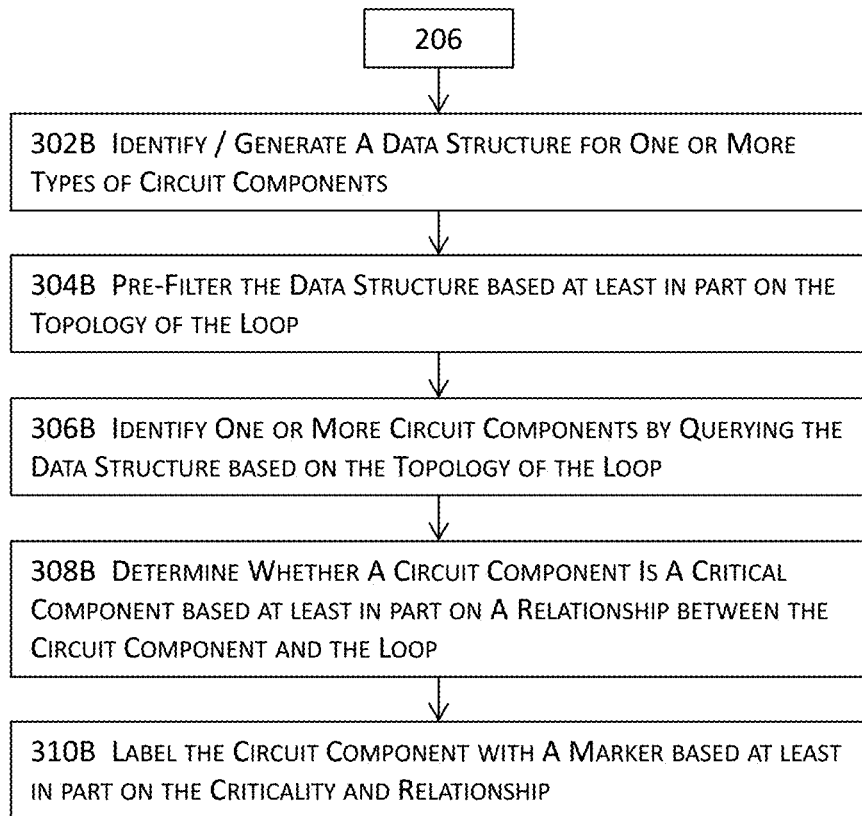 206
302B IDENTIFY / GENERATE A DATA STRUCTURE FOR ONE OR MORE
TYPES OF CIRCUIT COMPONENTS
304B PRE-FILTER THE DATA STRUCTURE BASED AT LEAST IN PART ON THE
TOPOLOGY OF THE LOOP
306B IDENTIFY ONE OR MORE CIRCUIT COMPONENTS BY QUERYING THE
DATA STRUCTURE BASED ON THE TOPOLOGY OF THE LOOP
308B DETERMINE WHETHER A CIRCUIT COMPONENT IS A CRITICAL
COMPONENT BASED AT LEAST IN PART ON A RELATIONSHIP BETWEEN THE
CIRCUIT COMPONENT AND THE LOOP
310B LABEL THE CIRCUIT COMPONENT WITH A MARKER BASED AT LEAST
IN PART ON THE CRITICALITY AND RELATIONSHIP